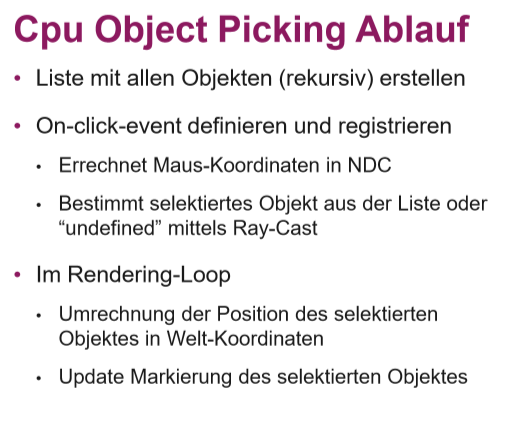 Cpu Object Picking Ablauf
• Liste mit allen Objekten (rekursiv) erstellen
• On-click-event definieren und registrieren
• Errechnet Maus-Koordinaten in NDC
• Bestimmt selektiertes Objekt aus der Liste oder
“undefined” mittels Ray-Cast
• Im Rendering-Loop
• Umrechnung der Position des selektierten
Objektes in Welt-Koordinaten
• Update Markierung des selektierten Objektes